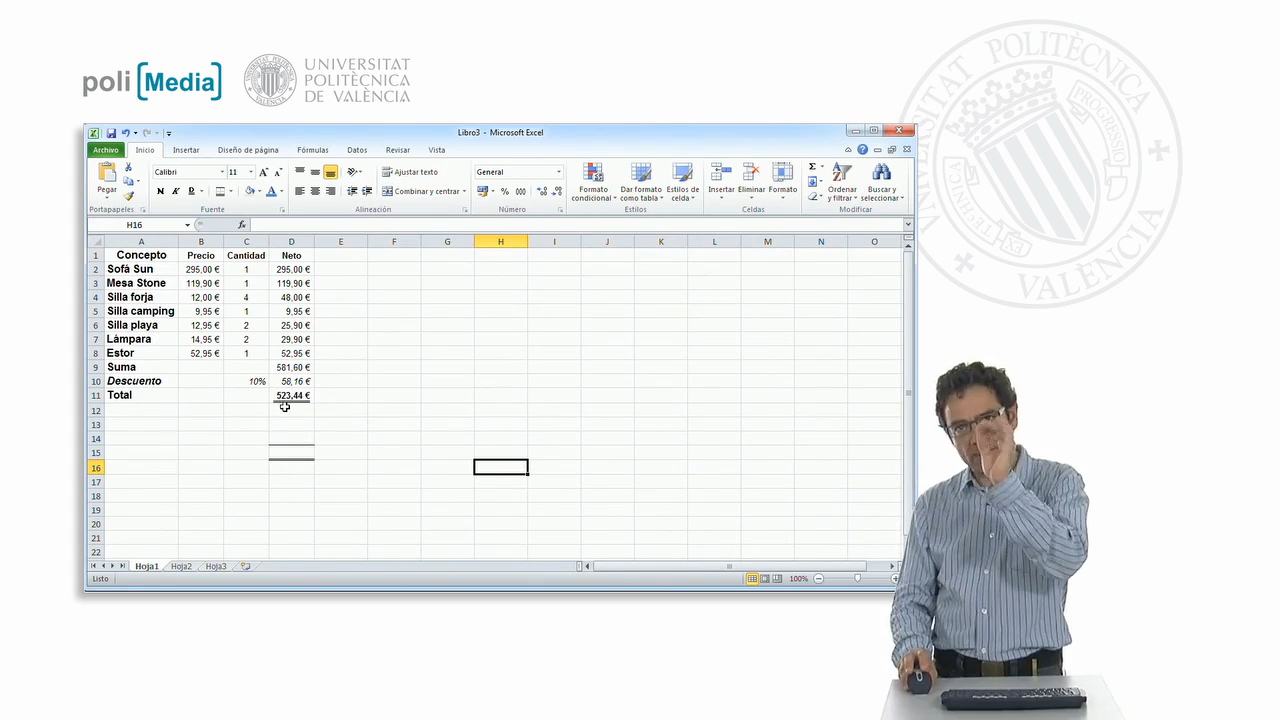 poli [Media]
UNIVERSITAT
POLITÈCNICA
DE VALÈNCIA
UNIVERSITAT POLITÈCNICA
VALÈNCIA
Libro3 - Microsoft Excel
Archivo Inicio Insertar Diseño de página Fórmulas Datos Revisar Vista
Pegar
Portapapeles
Calibri 11
N K S
Fuente
Ajustar texto
Combinar y centrar
Alineación
General
% 000
Número
Formato condicional
Dar formato como tabla
Estilos de celda
Estilos
Insertar Eliminar Formato
Celdas
Σ
Ordenar y filtrar
Buscar y seleccionar
Modificar
H16 fx
A B C D E F G H I J K L M N O
1 Concepto Precio Cantidad Neto
2 Sofá Sun 295,00 € 1 295,00 €
3 Mesa Stone 119,90 € 1 119,90 €
4 Silla forja 12,00 € 4 48,00 €
5 Silla camping 9,95 € 1 9,95 €
6 Silla playa 12,95 € 2 25,90 €
7 Lámpara 14,95 € 2 29,90 €
8 Estor 52,95 € 1 52,95 €
9 Suma 581,60 €
10 Descuento 10% 58,16 €
11 Total 523,44 €
12
13
14
15
16
17
18
19
20
21
22
Hoja1 Hoja2 Hoja3
Listo 100%